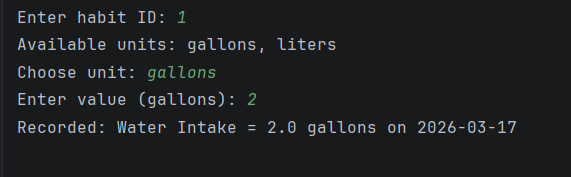 Enter habit ID: 1
Available units: gallons, liters
Choose unit: gallons
Enter value (gallons): 2
Recorded: Water Intake = 2.0 gallons on 2026-03-17